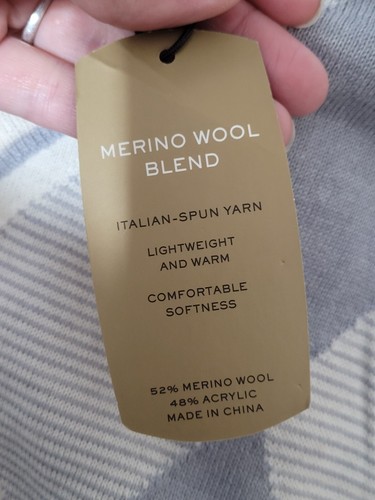 MERINO WOOL
BLEND
ITALIAN-SPUN YARN
LIGHTWEIGHT
AND WARM
COMFORTABLE
SOFTNESS
52% MERINO WOOL
48% ACRYLIC
MADE IN CHINA